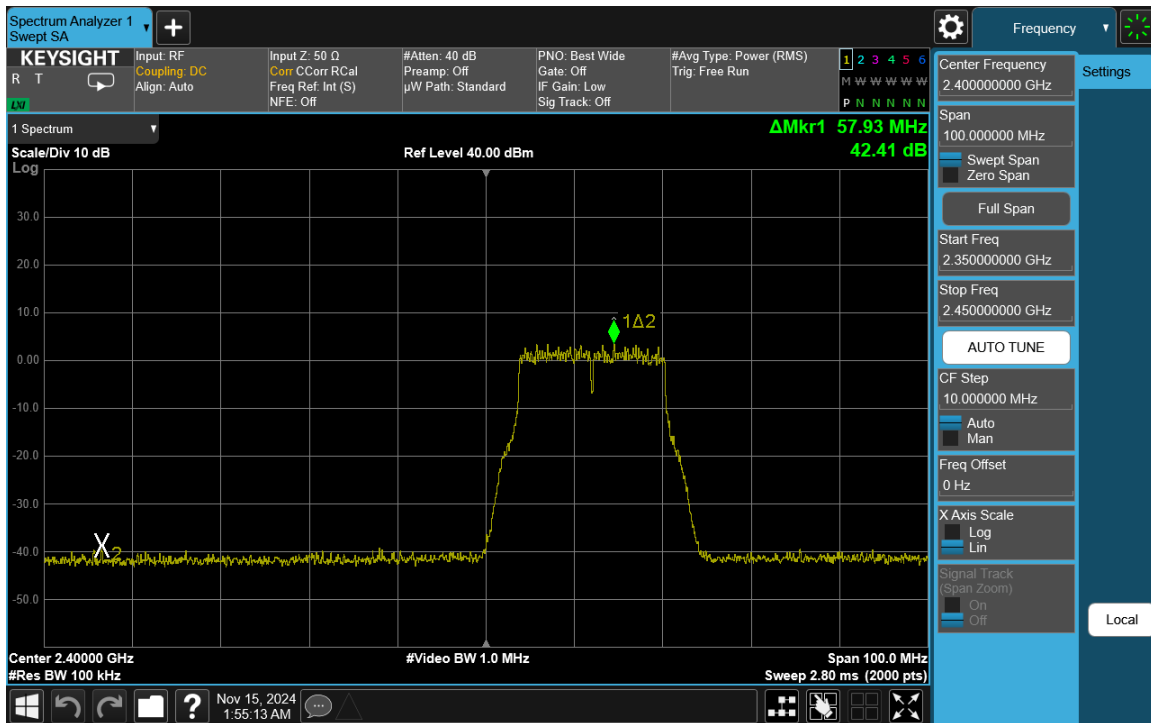 Spectrum Analyzer 1
Swept SA
Frequency
KEYSIGHT
R T
LXI
Input: RF
Coupling: DC
Align: Auto
Input Z: 50 Ω
Corr CCorr RCal
Freq Ref: Int (S)
NFE: Off
#Atten: 40 dB
Preamp: Off
µW Path: Standard
PNO: Best Wide
Gate: Off
IF Gain: Low
Sig Track: Off
#Avg Type: Power (RMS)
Trig: Free Run
1 2 3 4 5 6
M W W W W W
P N N N N N
1 Spectrum
Scale/Div 10 dB
Log
Ref Level 40.00 dBm
ΔMkr1 57.93 MHz
42.41 dB
30.0
20.0
10.0
0.00
-10.0
-20.0
-30.0
-40.0
-50.0
1Δ2
X2
Center 2.40000 GHz
#Res BW 100 kHz
#Video BW 1.0 MHz
Span 100.0 MHz
Sweep 2.80 ms (2000 pts)
Center Frequency
2.400000000 GHz
Settings
Span
100.000000 MHz
Swept Span
Zero Span
Full Span
Start Freq
2.350000000 GHz
Stop Freq
2.450000000 GHz
AUTO TUNE
CF Step
10.000000 MHz
Auto
Man
Freq Offset
0 Hz
X Axis Scale
Log
Lin
Signal Track
(Span Zoom)
On
Off
Local
?
Nov 15, 2024
1:55:13 AM